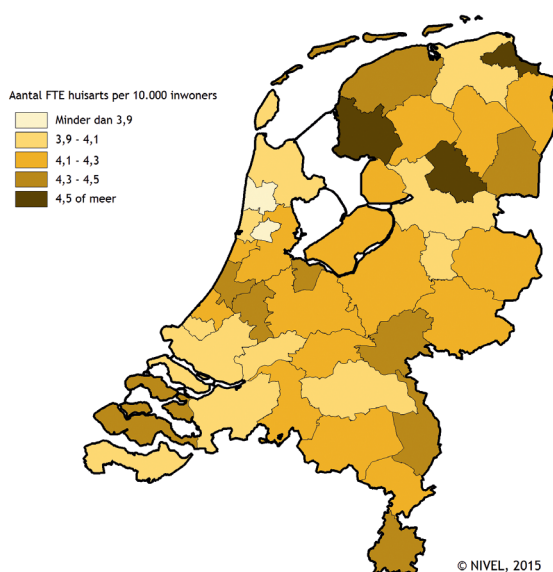 Aantal FTE huisarts per 10.000 inwoners
Minder dan 3,9
3,9 - 4,1
4,1 - 4,3
4,3 - 4,5
4,5 of meer
© NIVEL, 2015